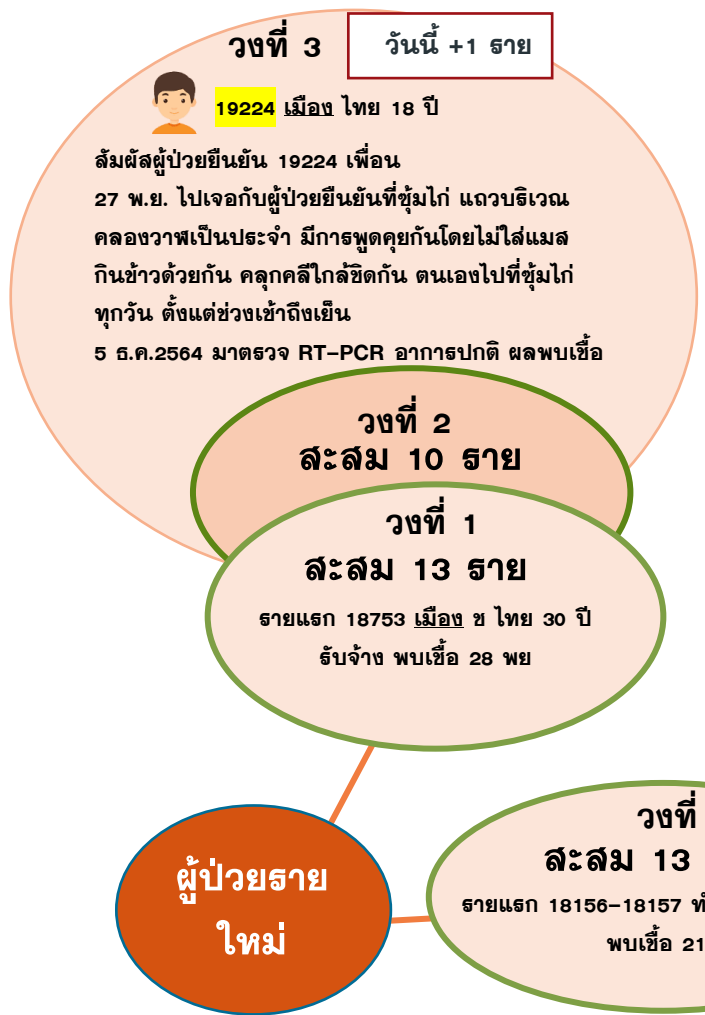 วงที่ 3
วันนี้ +1 ราย
19224 เมือง ไทย 18 ปี
สัมผัสผู้ป่วยยืนยัน 19224 เพื่อน
27 พ.ย. ไปเจอกับผู้ป่วยยืนยันที่ซุ้มไก่ แถวบริเวณ
คลองวาฬเป็นประจำ มีการพูดคุยกันโดยไม่ใส่แมส
กินข้าวด้วยกัน คลุกคลีใกล้ชิดกัน ตนเองไปที่ซุ้มไก่
ทุกวัน ตั้งแต่ช่วงเช้าถึงเย็น
5 ธ.ค.2564 มาตรวจ RT-PCR อาการปกติ ผลพบเชื้อ
วงที่ 2
สะสม 10 ราย
วงที่ 1
สะสม 13 ราย
รายแรก 18753 เมือง ช ไทย 30 ปี
รับจ้าง พบเชื้อ 28 พย
ผู้ป่วยราย
ใหม่
วงที่
สะสม 13
รายแรก 18156-18157
พบเชื้อ 21